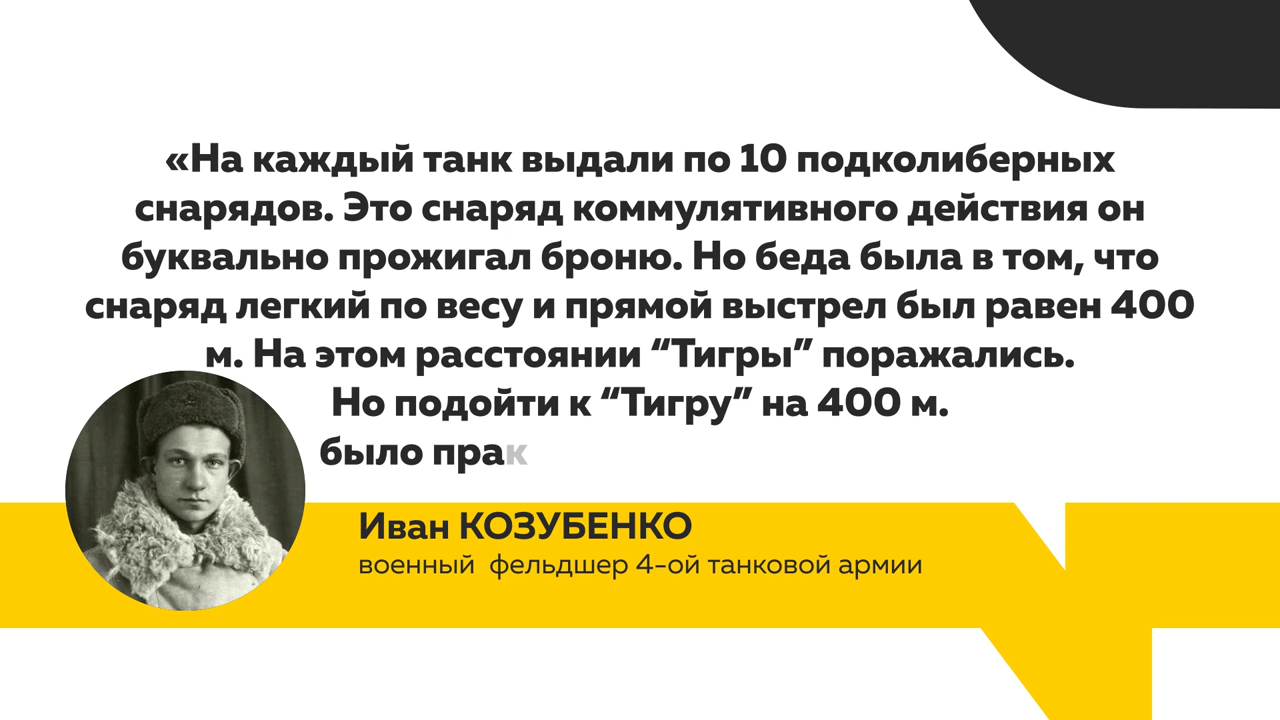 «На каждый танк выдали по 10 подколиберных
снарядов. Это снаряд коммулятивного действия он
буквально прожигал броню. Но беда была в том, что
снаряд легкий по весу и прямой выстрел был равен 400
м. На этом расстоянии “Тигры” поражались.
Но подойти к “Тигру” на 400 м.
было прак
Иван КОЗУБЕНКО
военный фельдшер 4-ой танковой армии